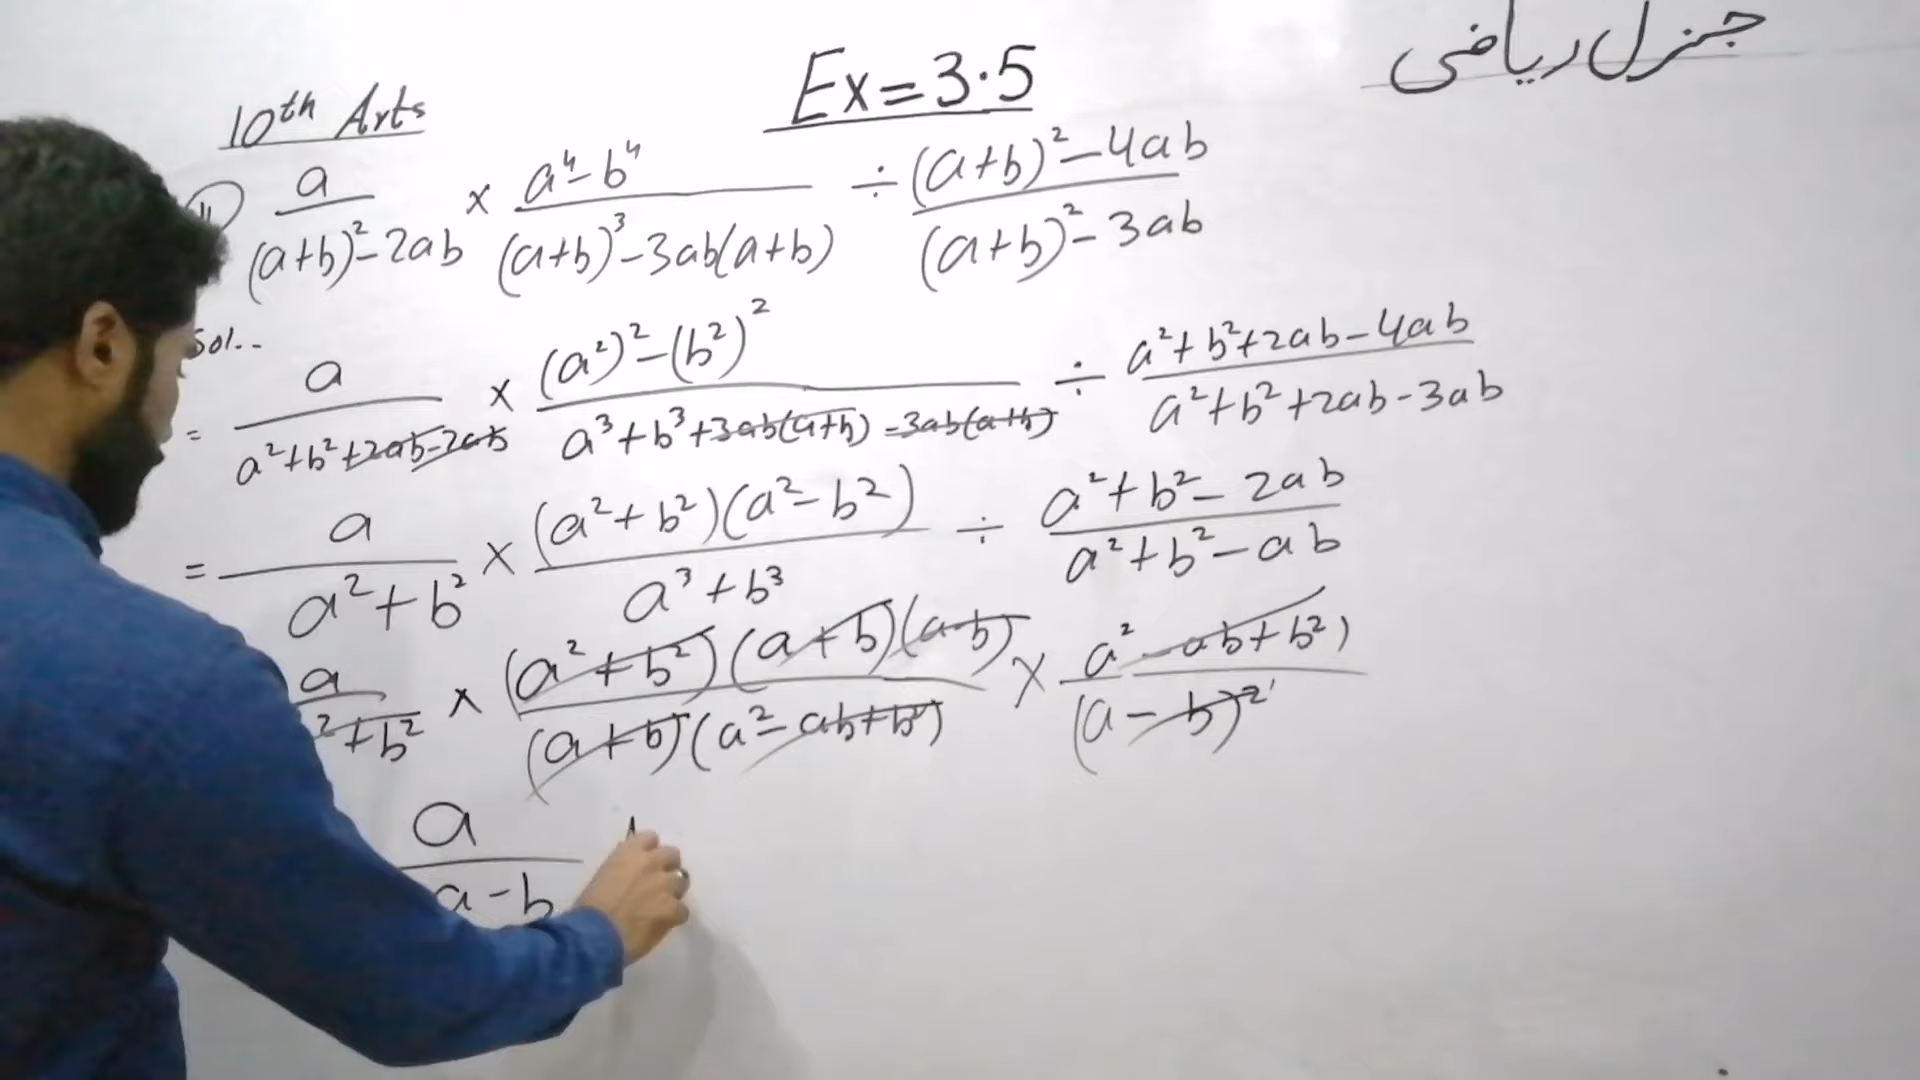 جنرل ریاضی
10th Arts
Ex = 3.5
a/((a+b)²-2ab) × (a⁴-b⁴)/((a+b)³-3ab(a+b)) ÷ ((a+b)²-4ab)/((a+b)²-3ab)
Sol..
= a/(a²+b²+2ab-2ab) × ((a²)²-(b²)²)/(a³+b³+3ab(a+b)-3ab(a+b)) ÷ (a²+b²+2ab-4ab)/(a²+b²+2ab-3ab)
= a/(a²+b²) × ((a²+b²)(a²-b²))/(a³+b³) ÷ (a²+b²-2ab)/(a²+b²-ab)
a/(²+b²) × ((a²+b²)(a+b)(a-b))/((a+b)(a²-ab+b²)) × (a²-ab+b²)/(a-b)²
a/(a-b)